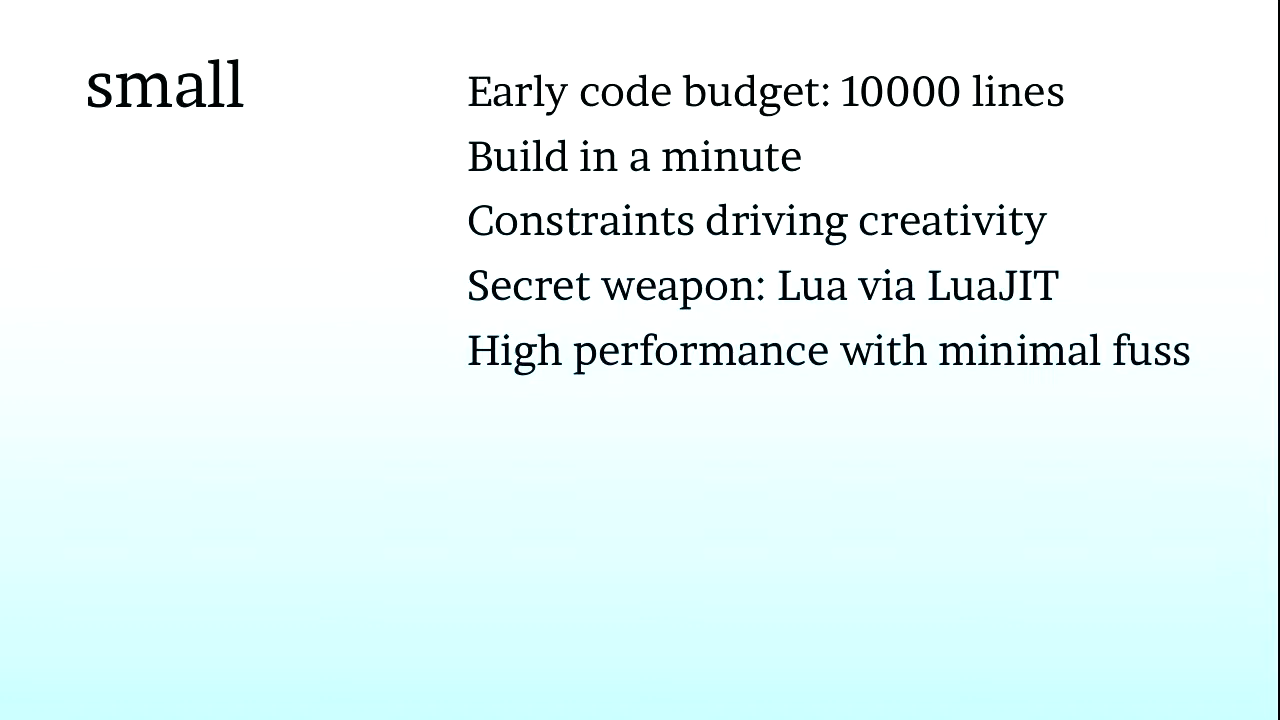 small
Early code budget: 10000 lines
Build in a minute
Constraints driving creativity
Secret weapon: Lua via LuaJIT
High performance with minimal fuss